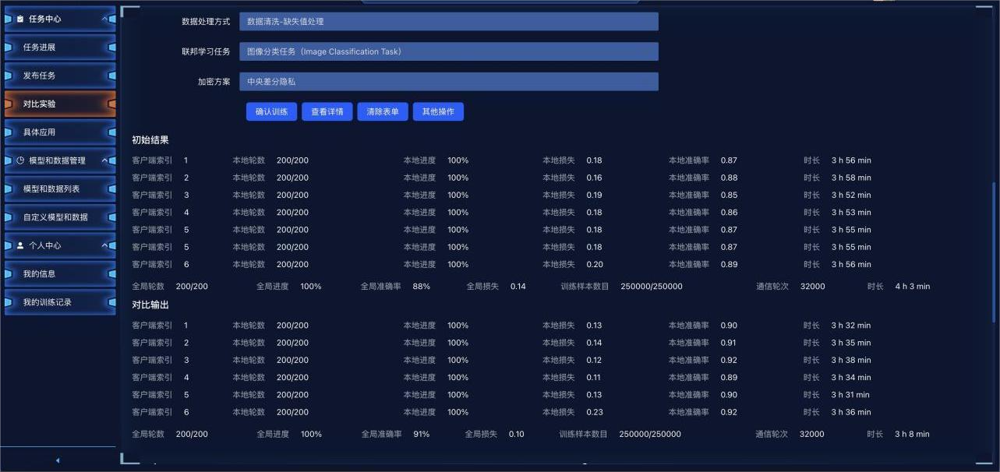 任务中心
任务进展
发布任务
对比实验
具体应用
模型和数据管理
模型和数据列表
自定义模型和数据
个人中心
我的信息
我的训练记录
数据处理方式 数据清洗-缺失值处理
联邦学习任务 图像分类任务（Image Classification Task）
加密方案 中央差分隐私
确认训练 查看详情 清除表单 其他操作
初始结果
客户端索引 1 本地轮数 200/200 本地进度 100% 本地损失 0.18 本地准确率 0.87 时长 3 h 56 min
客户端索引 2 本地轮数 200/200 本地进度 100% 本地损失 0.16 本地准确率 0.88 时长 3 h 58 min
客户端索引 3 本地轮数 200/200 本地进度 100% 本地损失 0.19 本地准确率 0.85 时长 3 h 52 min
客户端索引 4 本地轮数 200/200 本地进度 100% 本地损失 0.18 本地准确率 0.86 时长 3 h 53 min
客户端索引 5 本地轮数 200/200 本地进度 100% 本地损失 0.18 本地准确率 0.87 时长 3 h 55 min
客户端索引 5 本地轮数 200/200 本地进度 100% 本地损失 0.18 本地准确率 0.87 时长 3 h 55 min
客户端索引 6 本地轮数 200/200 本地进度 100% 本地损失 0.20 本地准确率 0.89 时长 3 h 56 min
全局轮数 200/200 全局进度 100% 全局准确率 88% 全局损失 0.14 训练样本数目 250000/250000 通信轮次 32000 时长 4 h 3 min
对比输出
客户端索引 1 本地轮数 200/200 本地进度 100% 本地损失 0.13 本地准确率 0.90 时长 3 h 32 min
客户端索引 2 本地轮数 200/200 本地进度 100% 本地损失 0.14 本地准确率 0.91 时长 3 h 35 min
客户端索引 3 本地轮数 200/200 本地进度 100% 本地损失 0.12 本地准确率 0.92 时长 3 h 38 min
客户端索引 4 本地轮数 200/200 本地进度 100% 本地损失 0.11 本地准确率 0.89 时长 3 h 34 min
客户端索引 5 本地轮数 200/200 本地进度 100% 本地损失 0.13 本地准确率 0.90 时长 3 h 31 min
客户端索引 6 本地轮数 200/200 本地进度 100% 本地损失 0.23 本地准确率 0.92 时长 3 h 36 min
全局轮数 200/200 全局进度 100% 全局准确率 91% 全局损失 0.10 训练样本数目 250000/250000 通信轮次 32000 时长 3 h 8 min